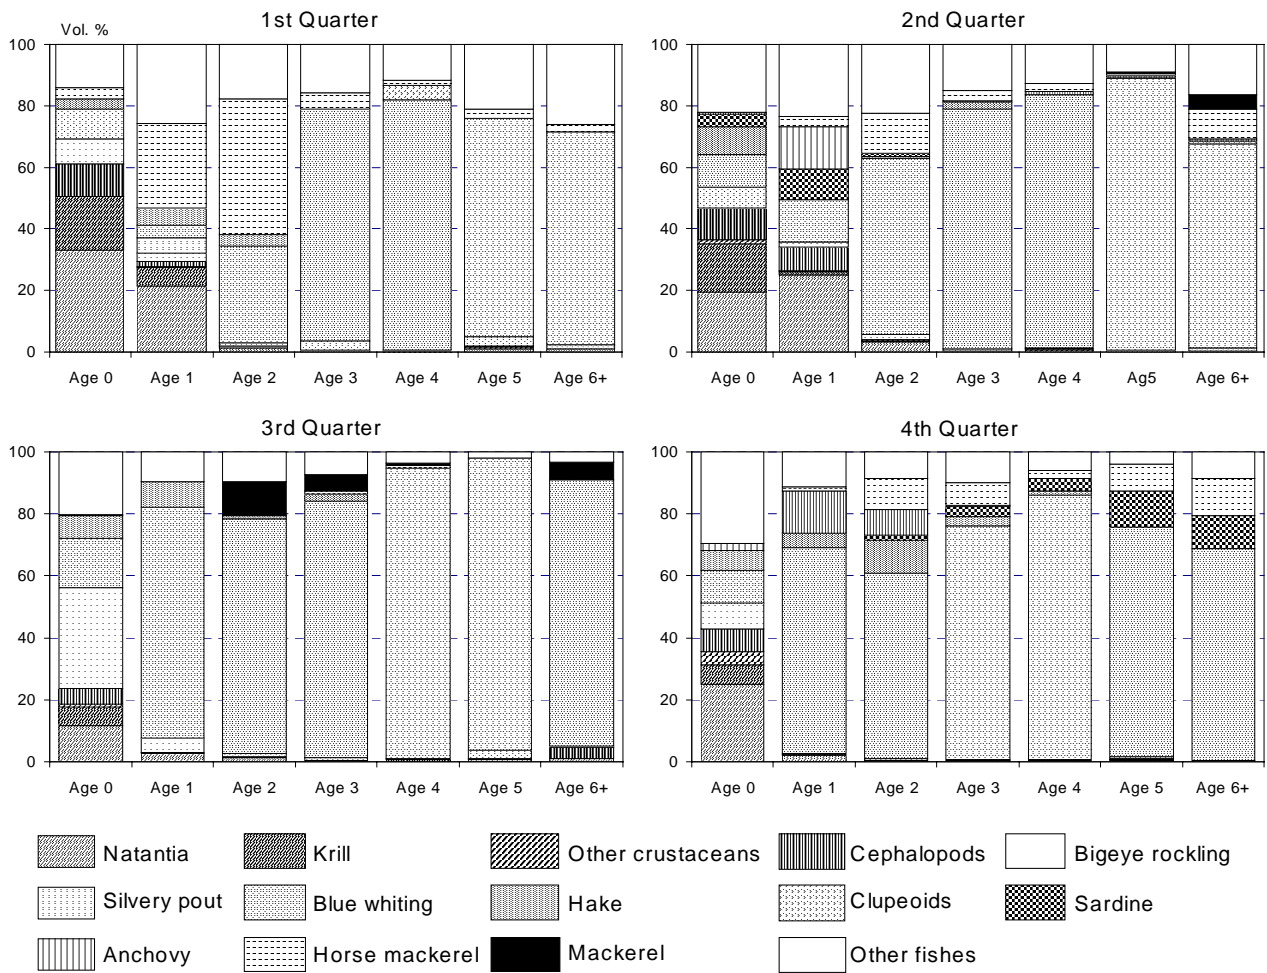 1st Quarter
Vol. %
100
80
60
40
20
0
Age 0 Age 1 Age 2 Age 3 Age 4 Age 5 Age 6+
2nd Quarter
100
80
60
40
20
0
Age 0 Age 1 Age 2 Age 3 Age 4 Ag5 Age 6+
3rd Quarter
100
80
60
40
20
0
Age 0 Age 1 Age 2 Age 3 Age 4 Age 5 Age 6+
4th Quarter
100
80
60
40
20
0
Age 0 Age 1 Age 2 Age 3 Age 4 Age 5 Age 6+
Natantia Krill Other crustaceans Cephalopods Bigeye rockling
Silvery pout Blue whiting Hake Clupeoids Sardine
Anchovy Horse mackerel Mackerel Other fishes